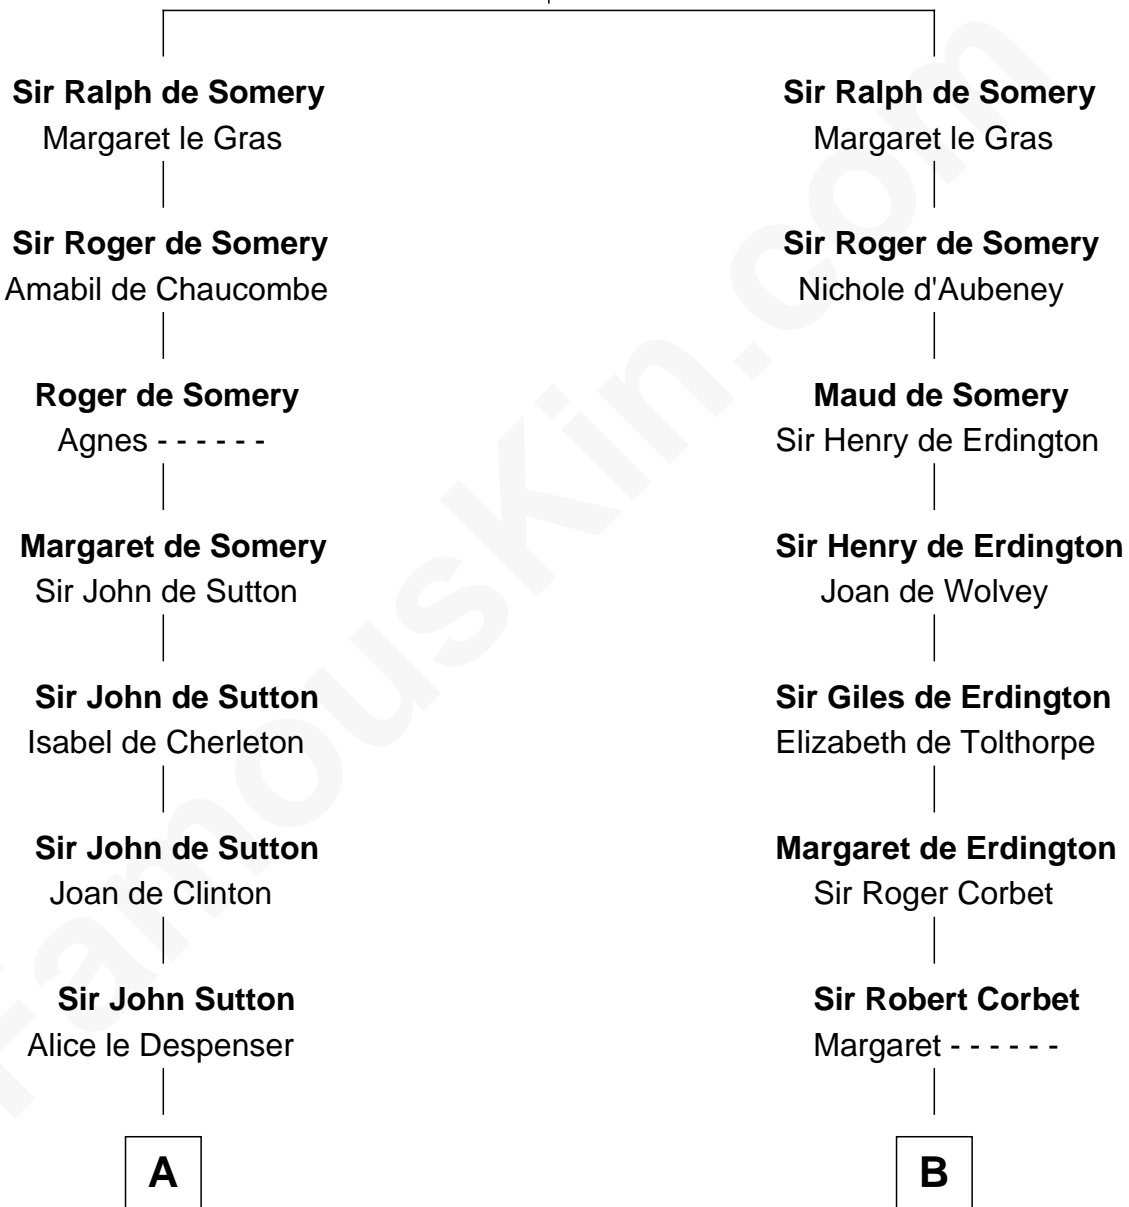 Sir Ralph de Somery
Margaret le Gras
Sir Roger de Somery
Amabil de Chaucombe
Roger de Somery
Agnes - - - - - -
Margaret de Somery
Sir John de Sutton
Sir John de Sutton
Isabel de Cherleton
Sir John de Sutton
Joan de Clinton
Sir John Sutton
Alice le Despenser
A
Sir Ralph de Somery
Margaret le Gras
Sir Roger de Somery
Nichole d'Aubeney
Maud de Somery
Sir Henry de Erdington
Sir Henry de Erdington
Joan de Wolvey
Sir Giles de Erdington
Elizabeth de Tolthorpe
Margaret de Erdington
Sir Roger Corbet
Sir Robert Corbet
Margaret - - - - - -
B
FamousKin.com